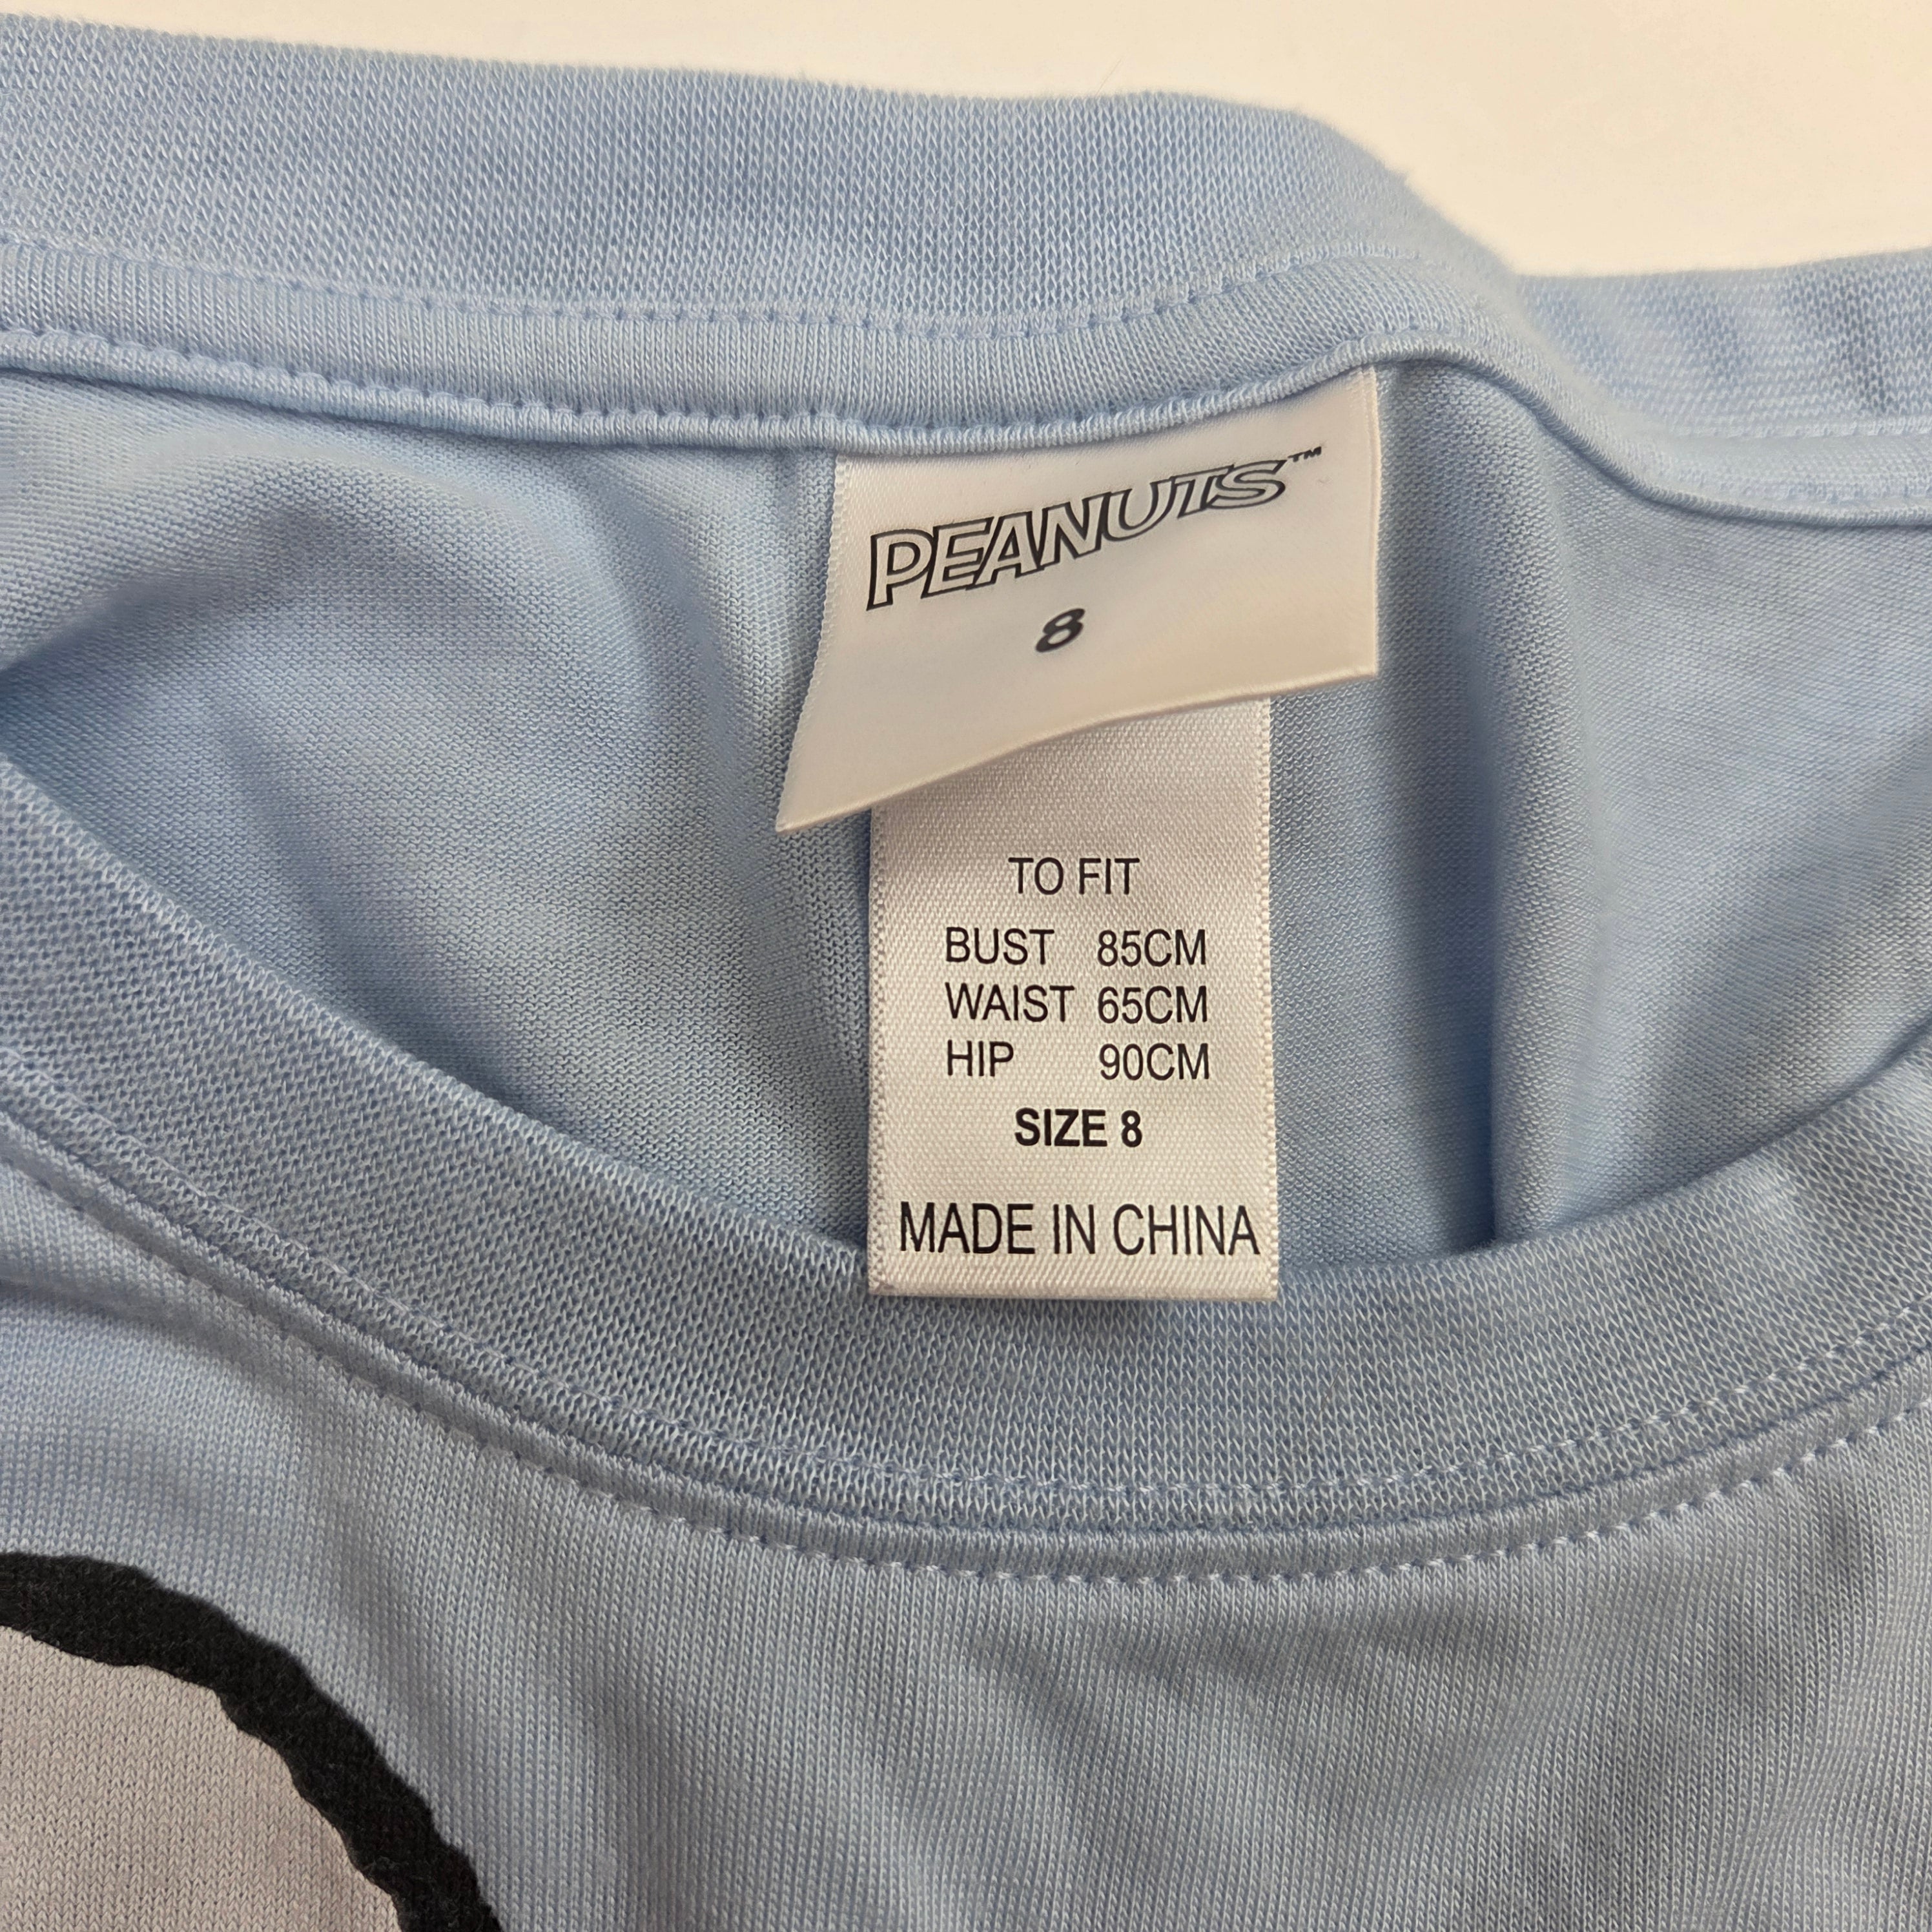 PEANUTS™
8
TO FIT
BUST 85CM
WAIST 65CM
HIP 90CM
SIZE 8
MADE IN CHINA